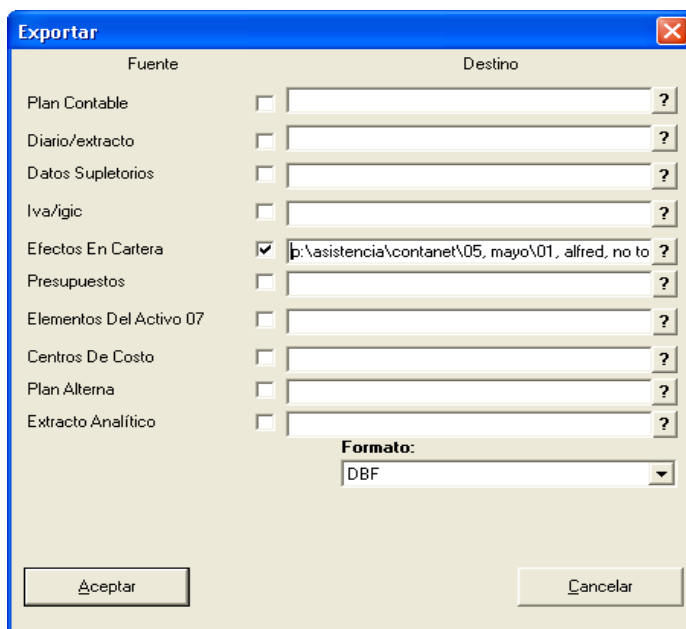 Exportar
Fuente Destino
Plan Contable ?
Diario/extracto ?
Datos Supletorios ?
Iva/igic ?
Efectos En Cartera p:\asistencia\contanet\05, mayo\01, alfred, no to ?
Presupuestos ?
Elementos Del Activo 07 ?
Centros De Costo ?
Plan Alterna ?
Extracto Analítico ?
Formato:
DBF
Aceptar Cancelar